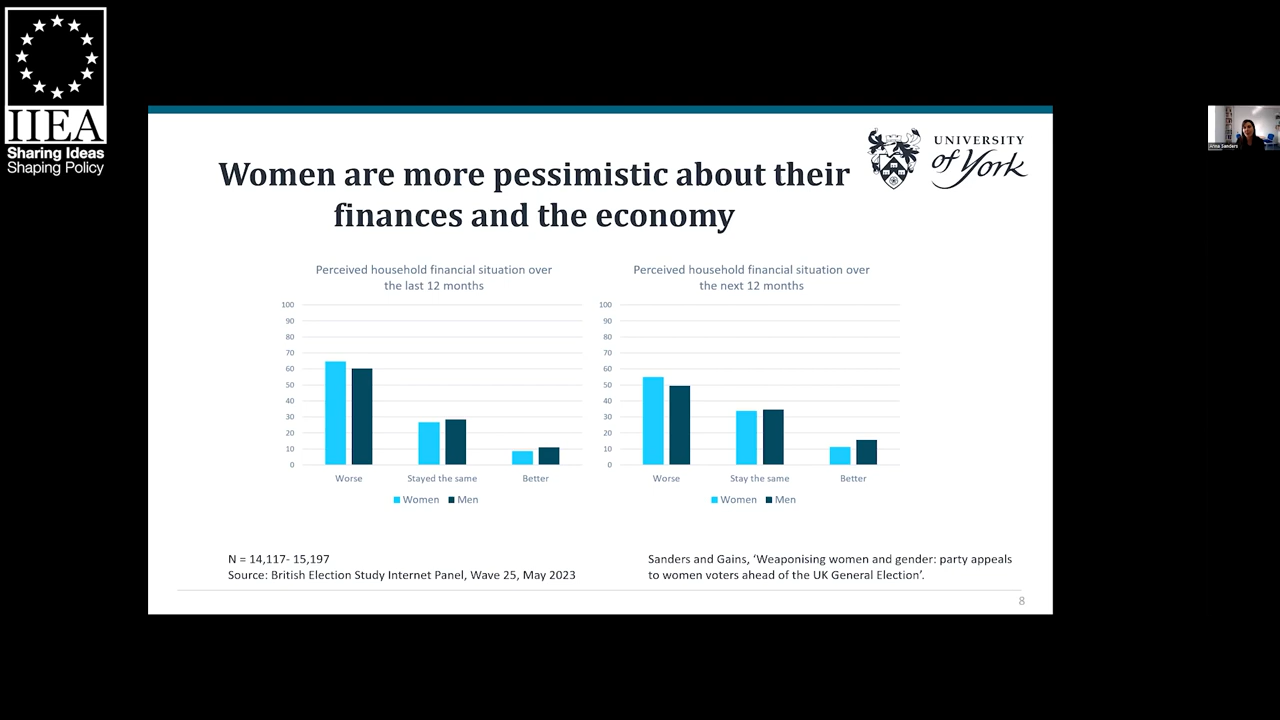 IIEA
Sharing Ideas
Shaping Policy
UNIVERSITY
of York
Women are more pessimistic about their
finances and the economy
Perceived household financial situation over
the last 12 months
100
90
80
70
60
50
40
30
20
10
0
Worse
Stayed the same
Better
Women
Men
Perceived household financial situation over
the next 12 months
100
90
80
70
60
50
40
30
20
10
0
Worse
Stay the same
Better
Women
Men
N = 14,117- 15,197
Source: British Election Study Internet Panel, Wave 25, May 2023
Sanders and Gains, ‘Weaponising women and gender: party appeals
to women voters ahead of the UK General Election’.
8
Anna Sanders